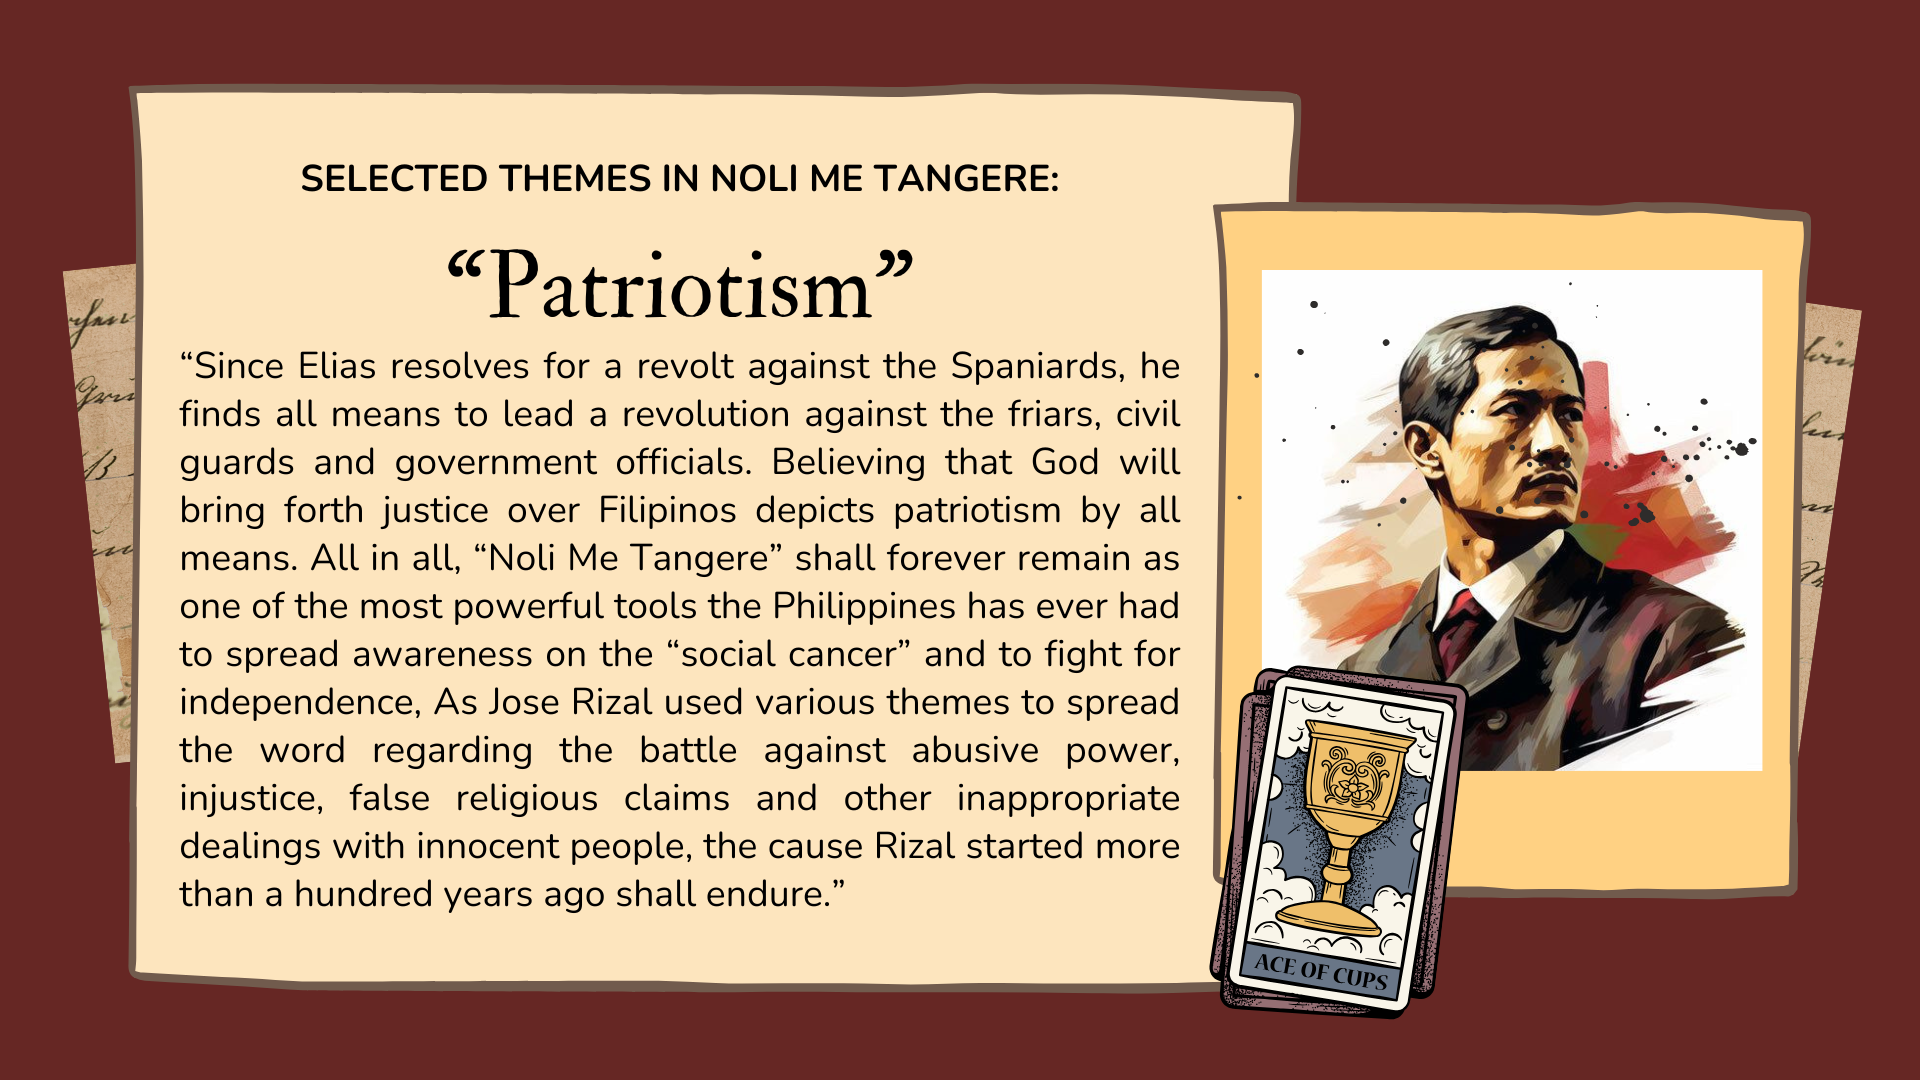 SELECTED THEMES IN NOLI ME TANGERE:
“Patriotism”
“Since Elias resolves for a revolt against the Spaniards, he
finds all means to lead a revolution against the friars, civil
guards and government officials. Believing that God will
bring forth justice over Filipinos depicts patriotism by all
means. All in all, “Noli Me Tangere” shall forever remain as
one of the most powerful tools the Philippines has ever had
to spread awareness on the “social cancer” and to fight for
independence, As Jose Rizal used various themes to spread
the word regarding the battle against abusive power,
injustice, false religious claims and other inappropriate
dealings with innocent people, the cause Rizal started more
than a hundred years ago shall endure.”
ACE OF CUPS